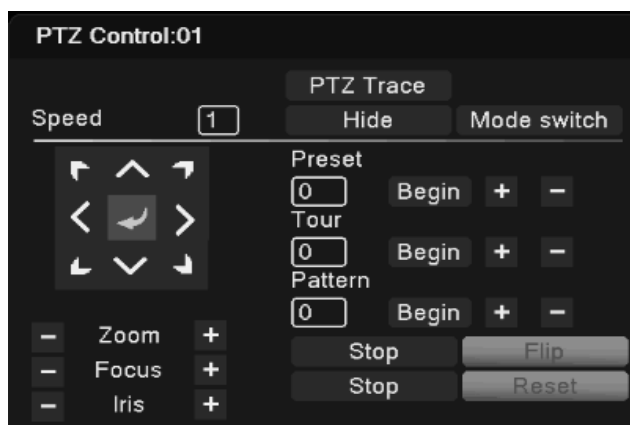 PTZ Control:01
PTZ Trace
Speed 1 Hide Mode switch
Preset
0 Begin + −
Tour
0 Begin + −
Pattern
0 Begin + −
− Zoom +
Stop Flip
− Focus +
Stop Reset
− Iris +